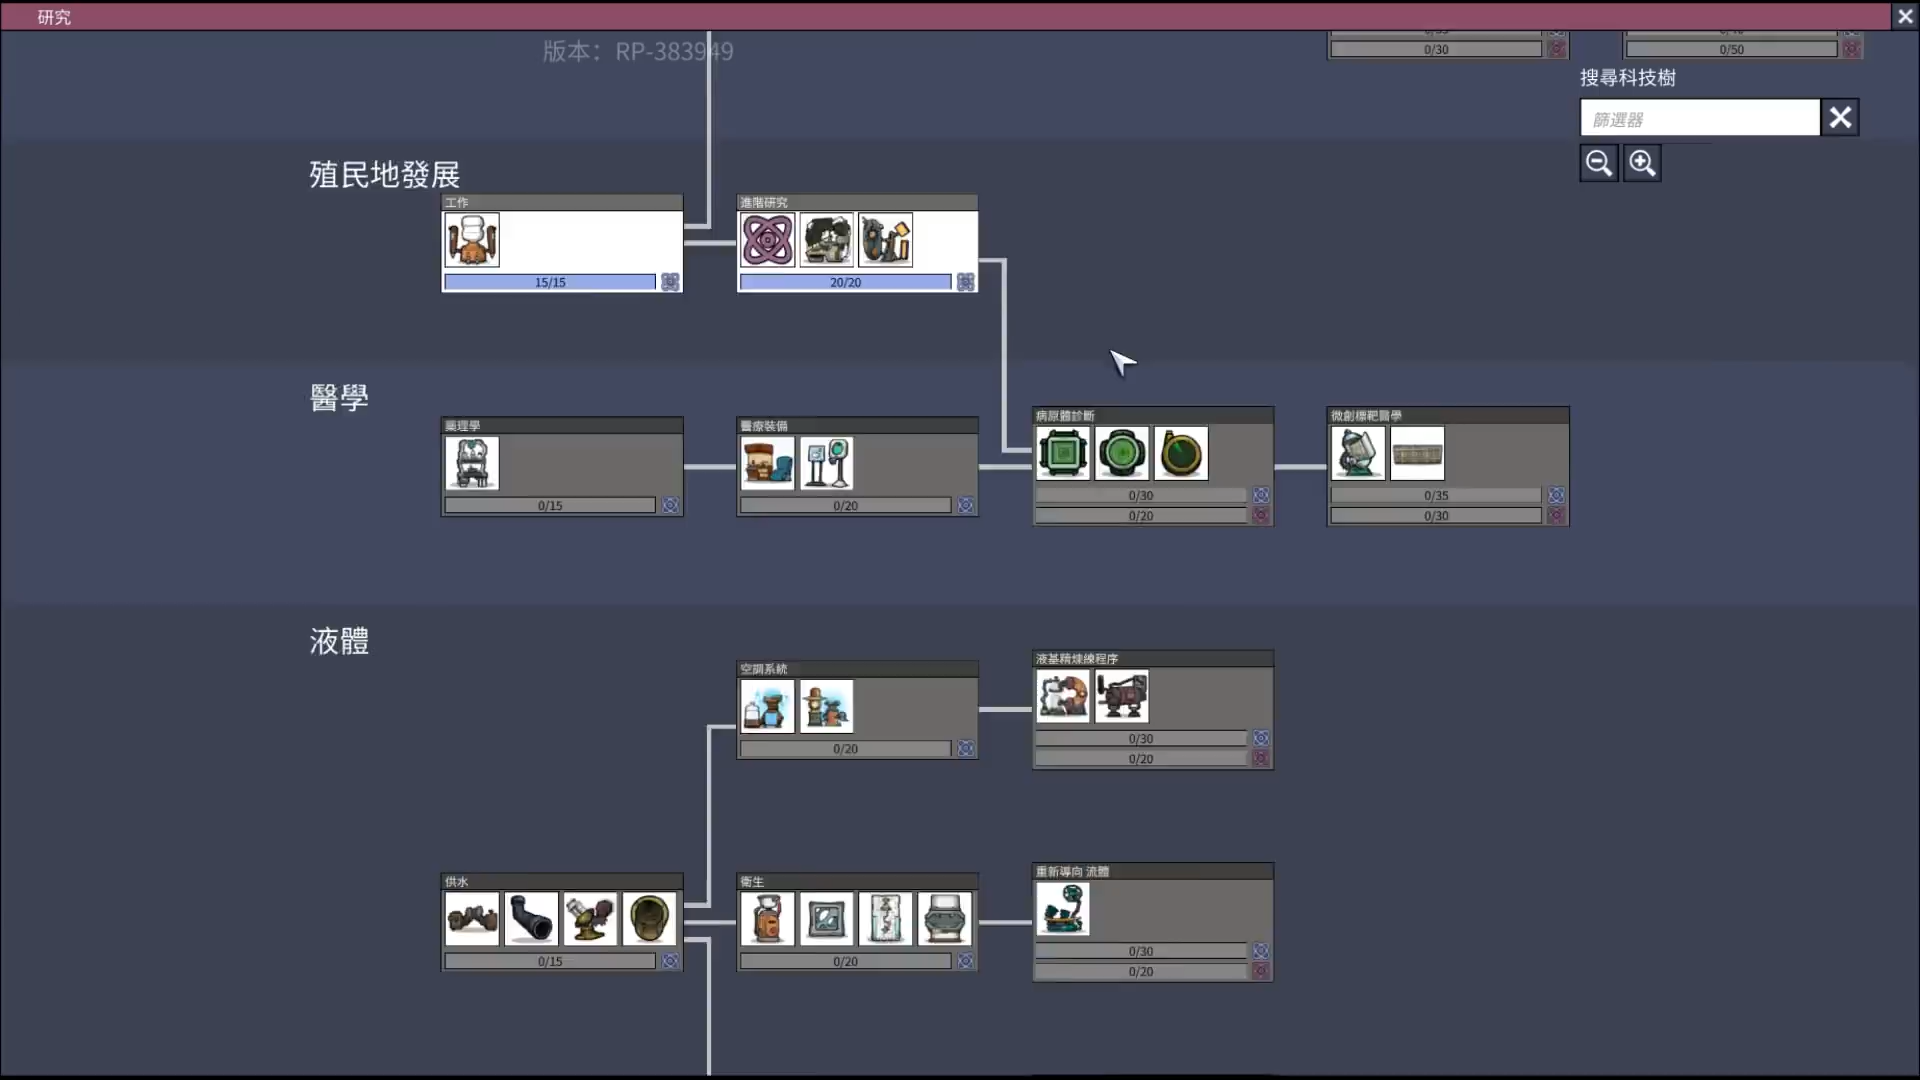 研究
版本: RP-383949
0/30
0/50
搜尋科技樹
篩選器
殖民地發展
工作
15/15
進階研究
20/20
醫學
藥理學
0/15
醫療裝備
0/20
病原體診斷
0/30
0/20
微創標靶醫學
0/35
0/30
液體
空調系統
0/20
液基精煉線程序
0/30
0/20
供水
0/15
衛生
0/20
重新導向 流體
0/30
0/20